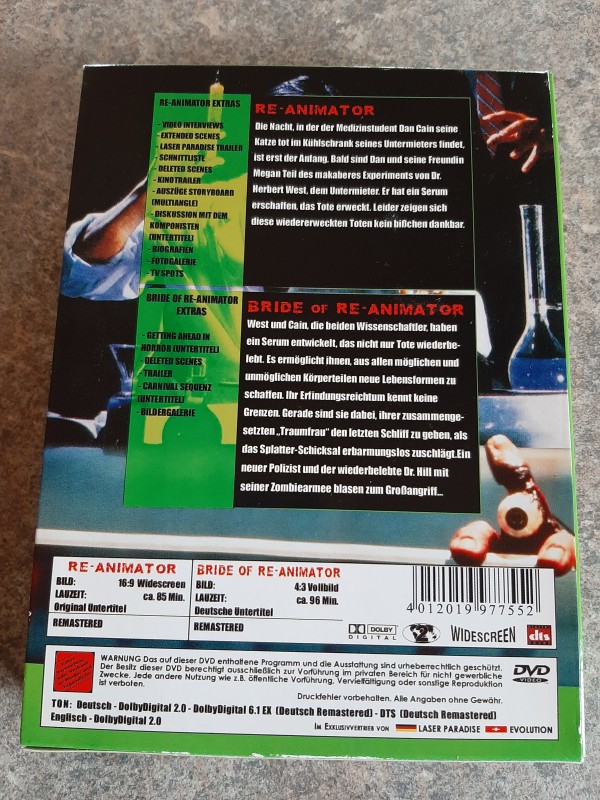 RE-ANIMATOR EXTRAS
- VIDEO INTERVIEWS
- EXTENDED SCENES
- LASER PARADISE TRAILER
- SCHNITTLISTE
- DELETED SCENES
- KINOTRAILER
- AUSZÜGE STORYBOARD
(MULTIANGLE)
- DISKUSSION MIT DEM
KOMPONISTEN
(UNTERTITEL)
- BIOGRAFIEN
- FOTOGALERIE
- TV SPOTS
RE-ANIMATOR
Die Nacht, in der der Medizinstudent Dan Cain seine
Katze tot im Kühlschrank seines Untermieters findet,
ist erst der Anfang. Bald sind Dan und seine Freundin
Megan Teil des makaberes Experiments von Dr.
Herbert West, dem Untermieter. Er hat ein Serum
erschaffen, das Tote erweckt. Leider zeigen sich
diese wiedererweckten Toten kein bißchen dankbar.
BRIDE OF RE-ANIMATOR
EXTRAS
- GETTING AHEAD IN
HORROR (UNTERTITEL)
- DELETED SCENES
- TRAILER
- CARNIVAL SEQUENZ
(UNTERTITEL)
- BILDERGALERIE
BRIDE OF RE-ANIMATOR
West und Cain, die beiden Wissenschaftler, haben
ein Serum entwickelt, das nicht nur Tote wiederbe-
lebt. Es ermöglicht ihnen, aus allen möglichen und
unmöglichen Körperteilen neue Lebensformen zu
schaffen. Ihr Erfindungsreichtum kennt keine
Grenzen. Gerade sind sie dabei, ihrer zusammenge-
setzten „Traumfrau" den letzten Schliff zu geben, als
das Splatter-Schicksal erbarmungslos zuschlägt.Ein
neuer Polizist und der wiederbelebte Dr. Hill mit
seiner Zombiearmee blasen zum Großangriff...
RE-ANIMATOR
BILD: 16:9 Widescreen
LAUZEIT: ca. 85 Min.
Original Untertitel
REMASTERED
BRIDE OF RE-ANIMATOR
BILD: 4:3 Vollbild
LAUZEIT: ca. 96 Min.
Deutsche Untertitel
REMASTERED
4 012019 977552
DOLBY
DIGITAL
2
WIDESCREEN
dts
WARNUNG Das auf dieser DVD enthaltene Programm und die Ausstattung sind urheberrechtlich geschützt.
Der Besitz dieser DVD berechtigt ausschließlich zur Vorführung im privaten Bereich für nicht gewerbliche
Zwecke. Jede andere Nutzung wie z.B. öffentliche Vorführung, Vervielfältigung oder sonstige Reproduktion
ist verboten.
DVD
VIDEO
Druckfehler vorbehalten. Alle Angaben ohne Gewähr.
TON: Deutsch - DolbyDigital 2.0 - DolbyDigital 6.1 EX (Deutsch Remastered) - DTS (Deutsch Remastered)
Englisch - DolbyDigital 2.0
IM EXKLUSIVVERTRIEB VON LASER PARADISE EVOLUTION